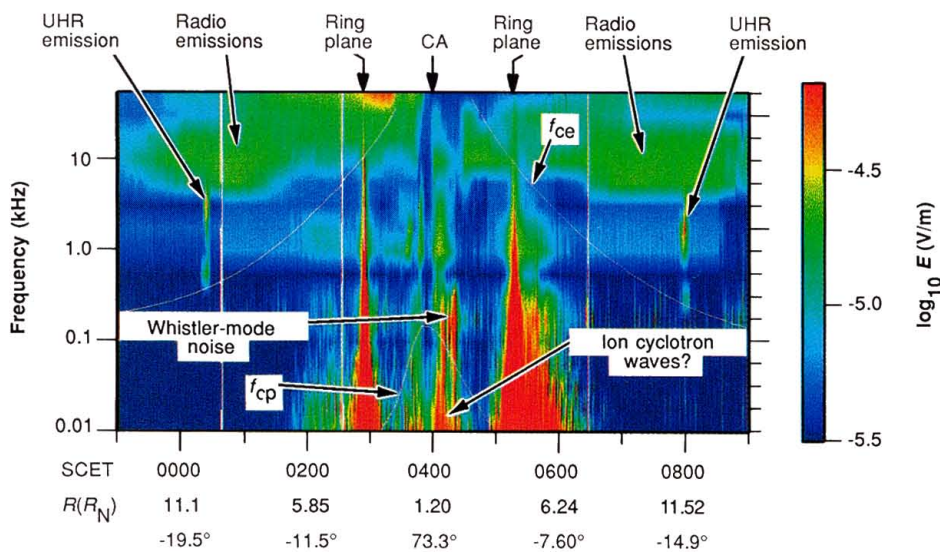 UHR emission
Radio emissions
Ring plane
CA
Ring plane
Radio emissions
UHR emission
Frequency (kHz)
10
1.0
0.1
0.01
f_ce
Whistler-mode noise
f_cp
Ion cyclotron waves?
-4.5
-5.0
-5.5
log10 E (V/m)
SCET 0000 0200 0400 0600 0800
R(R_N) 11.1 5.85 1.20 6.24 11.52
-19.5° -11.5° 73.3° -7.60° -14.9°